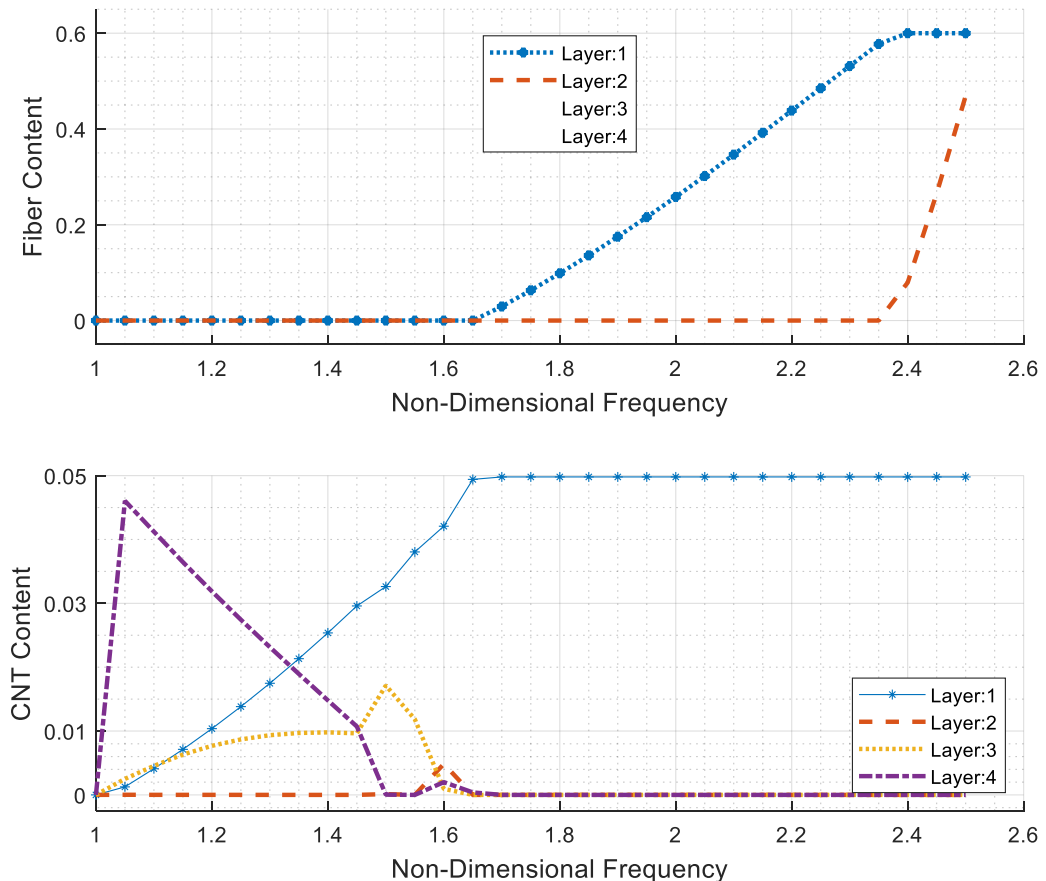 0.6
0.4
0.2
0
Fiber Content
Layer:1
Layer:2
Layer:3
Layer:4
1 1.2 1.4 1.6 1.8 2 2.2 2.4 2.6
Non-Dimensional Frequency
0.05
0.03
0.01
0
CNT Content
Layer:1
Layer:2
Layer:3
Layer:4
1 1.2 1.4 1.6 1.8 2 2.2 2.4 2.6
Non-Dimensional Frequency